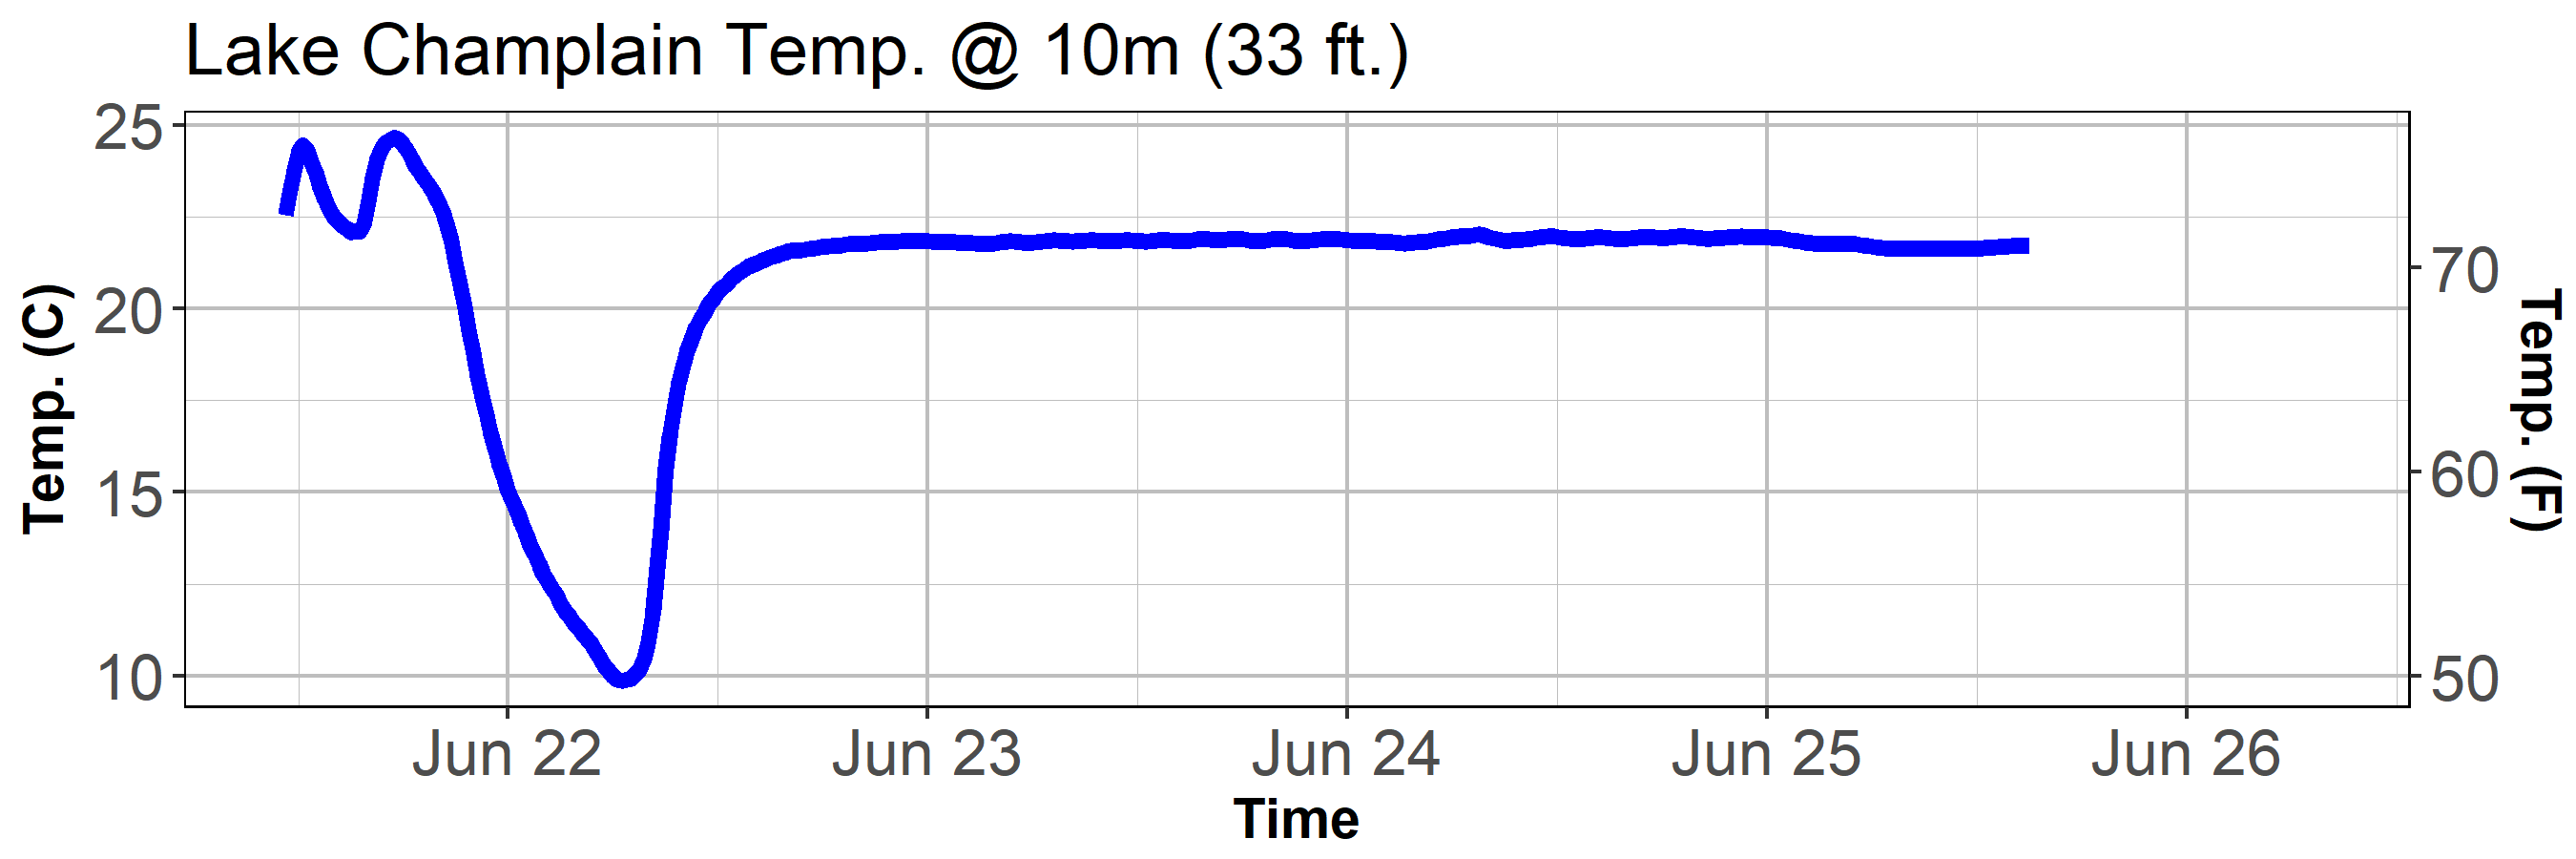 Lake Champlain Temp. @ 10m (33 ft.)
25
20
15
10
Temp. (C)
70
60
50
Temp. (F)
Jun 22 Jun 23 Jun 24 Jun 25 Jun 26
Time